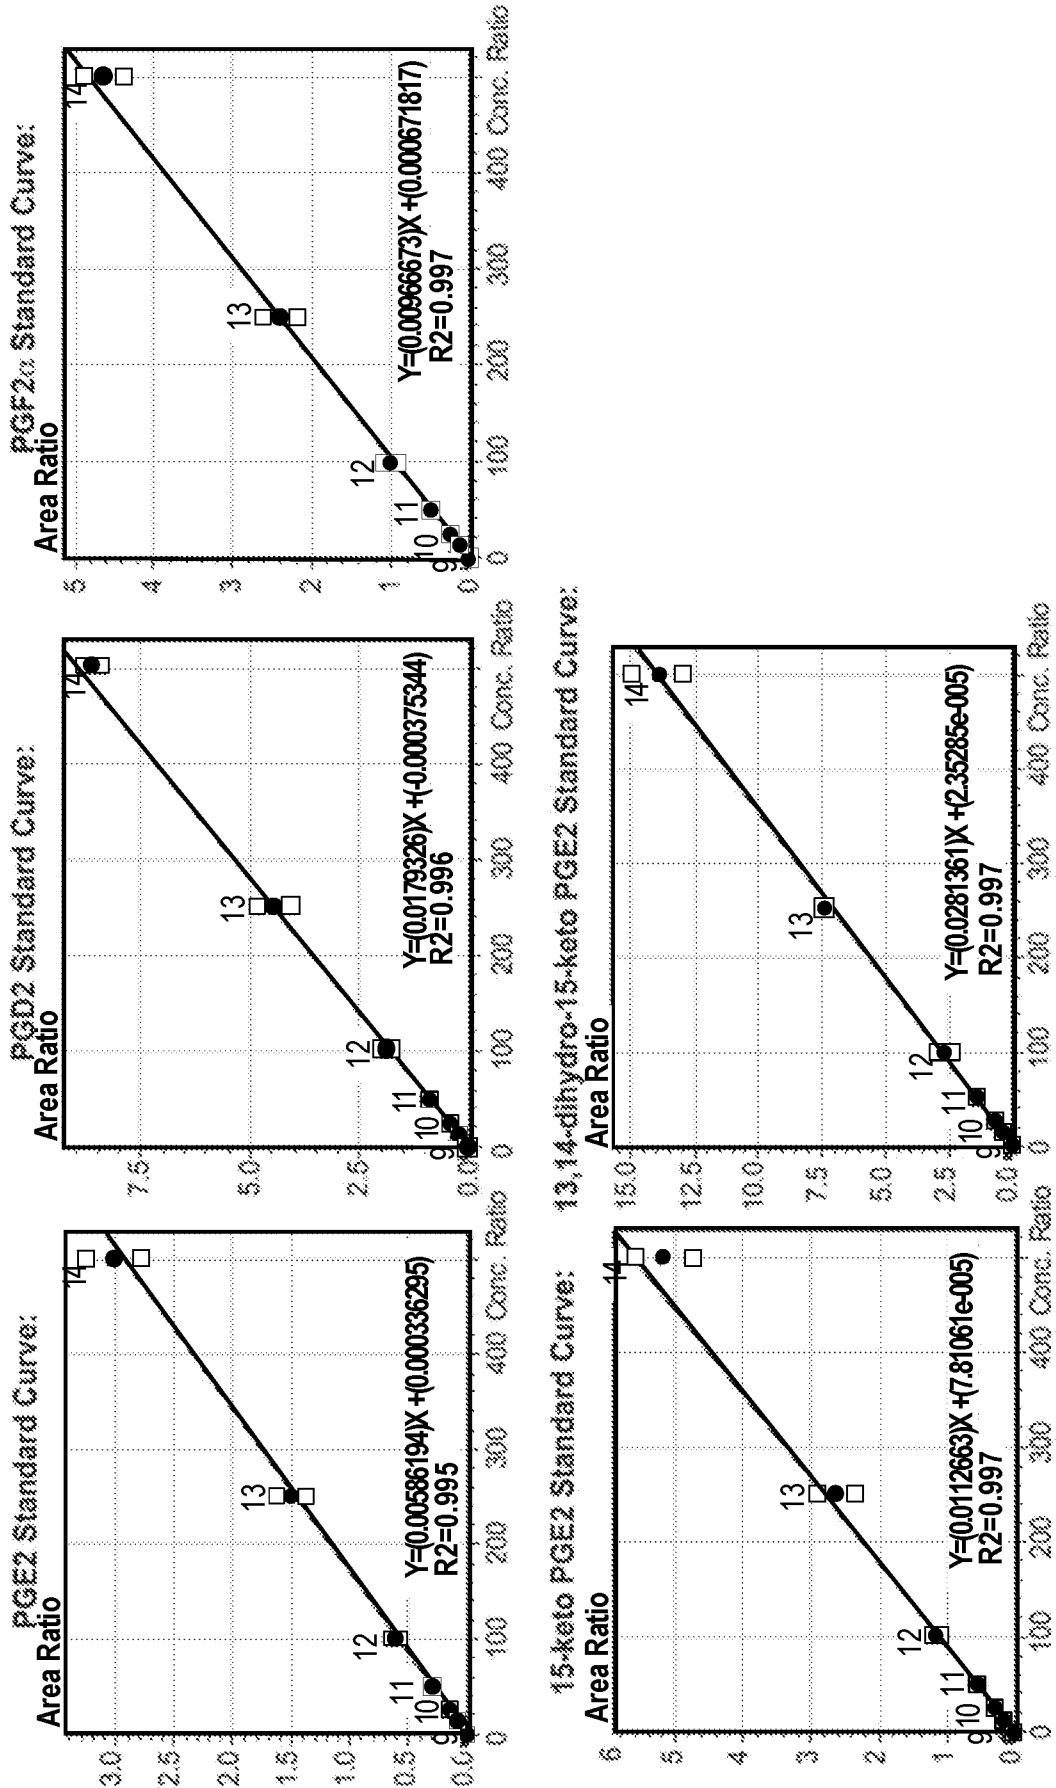 PGE2 Standard Curve:
Area Ratio
3.0
2.5
2.0
1.5
1.0
0.5
0.0
14
13
12
11
10
9
Y=(0.00586194)X +(0.000336295)
R2=0.995
0 100 200 300 400 Conc. Ratio
PGD2 Standard Curve:
Area Ratio
7.5
5.0
2.5
0.0
14
13
12
11
10
9
Y=(0.0179326)X +(-0.000375344)
R2=0.996
0 100 200 300 400 Conc. Ratio
PGF2α Standard Curve:
Area Ratio
5
4
3
2
1
0
14
13
12
11
10
9
Y=(0.00966673)X +(0.000671817)
R2=0.997
0 100 200 300 400 Conc. Ratio
15-keto PGE2 Standard Curve:
Area Ratio
6
5
4
3
2
1
0
14
13
12
11
10
9
Y=(0.0112663)X +(7.81061e-005)
R2=0.997
0 100 200 300 400 Conc. Ratio
13,14-dihydro-15-keto PGE2 Standard Curve:
Area Ratio
15.0
12.5
10.0
7.5
5.0
2.5
0.0
14
13
12
11
10
9
Y=(0.0281361)X +(2.35285e-005)
R2=0.997
0 100 200 300 400 Conc. Ratio